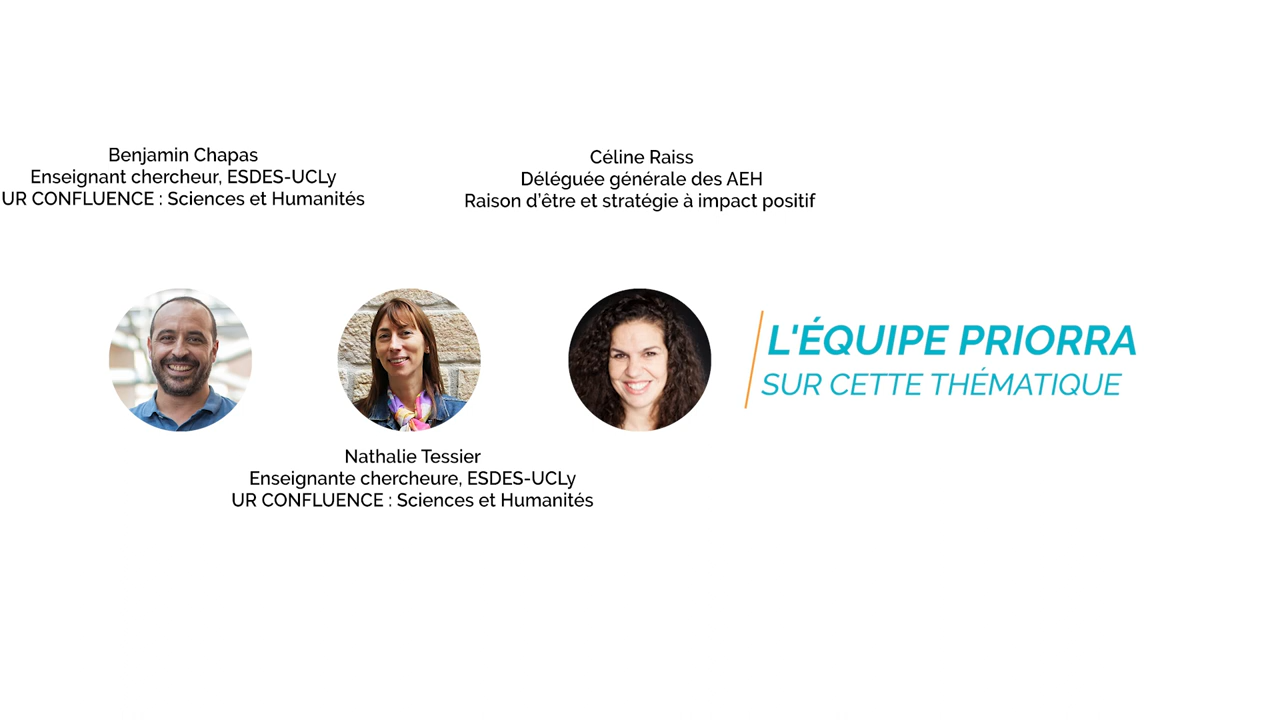 Benjamin Chapas
Enseignant chercheur, ESDES-UCLy
UR CONFLUENCE : Sciences et Humanités
Céline Raiss
Déléguée générale des AEH
Raison d'être et stratégie à impact positif
L'ÉQUIPE PRIORRA
SUR CETTE THÉMATIQUE
Nathalie Tessier
Enseignante chercheure, ESDES-UCLy
UR CONFLUENCE : Sciences et Humanités